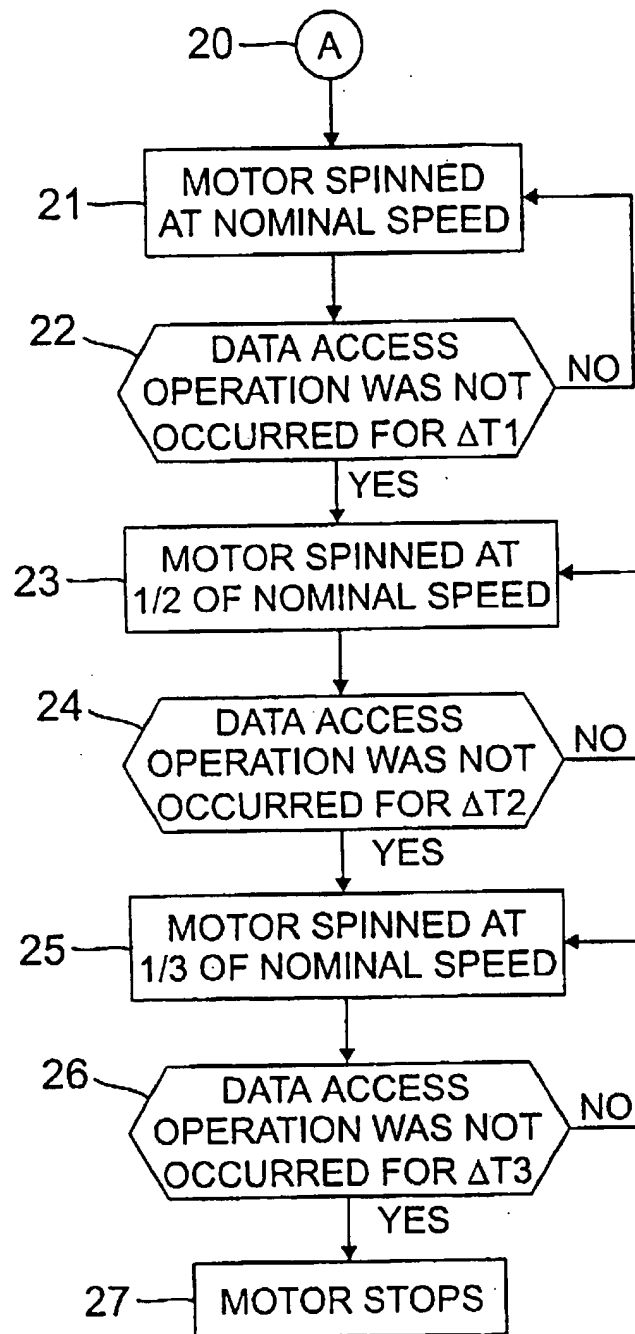 20
A
21
MOTOR SPINNED
AT NOMINAL SPEED
22
DATA ACCESS
OPERATION WAS NOT
OCCURRED FOR ΔT1
NO
YES
23
MOTOR SPINNED AT
1/2 OF NOMINAL SPEED
24
DATA ACCESS
OPERATION WAS NOT
OCCURRED FOR ΔT2
NO
YES
25
MOTOR SPINNED AT
1/3 OF NOMINAL SPEED
26
DATA ACCESS
OPERATION WAS NOT
OCCURRED FOR ΔT3
NO
YES
27
MOTOR STOPS